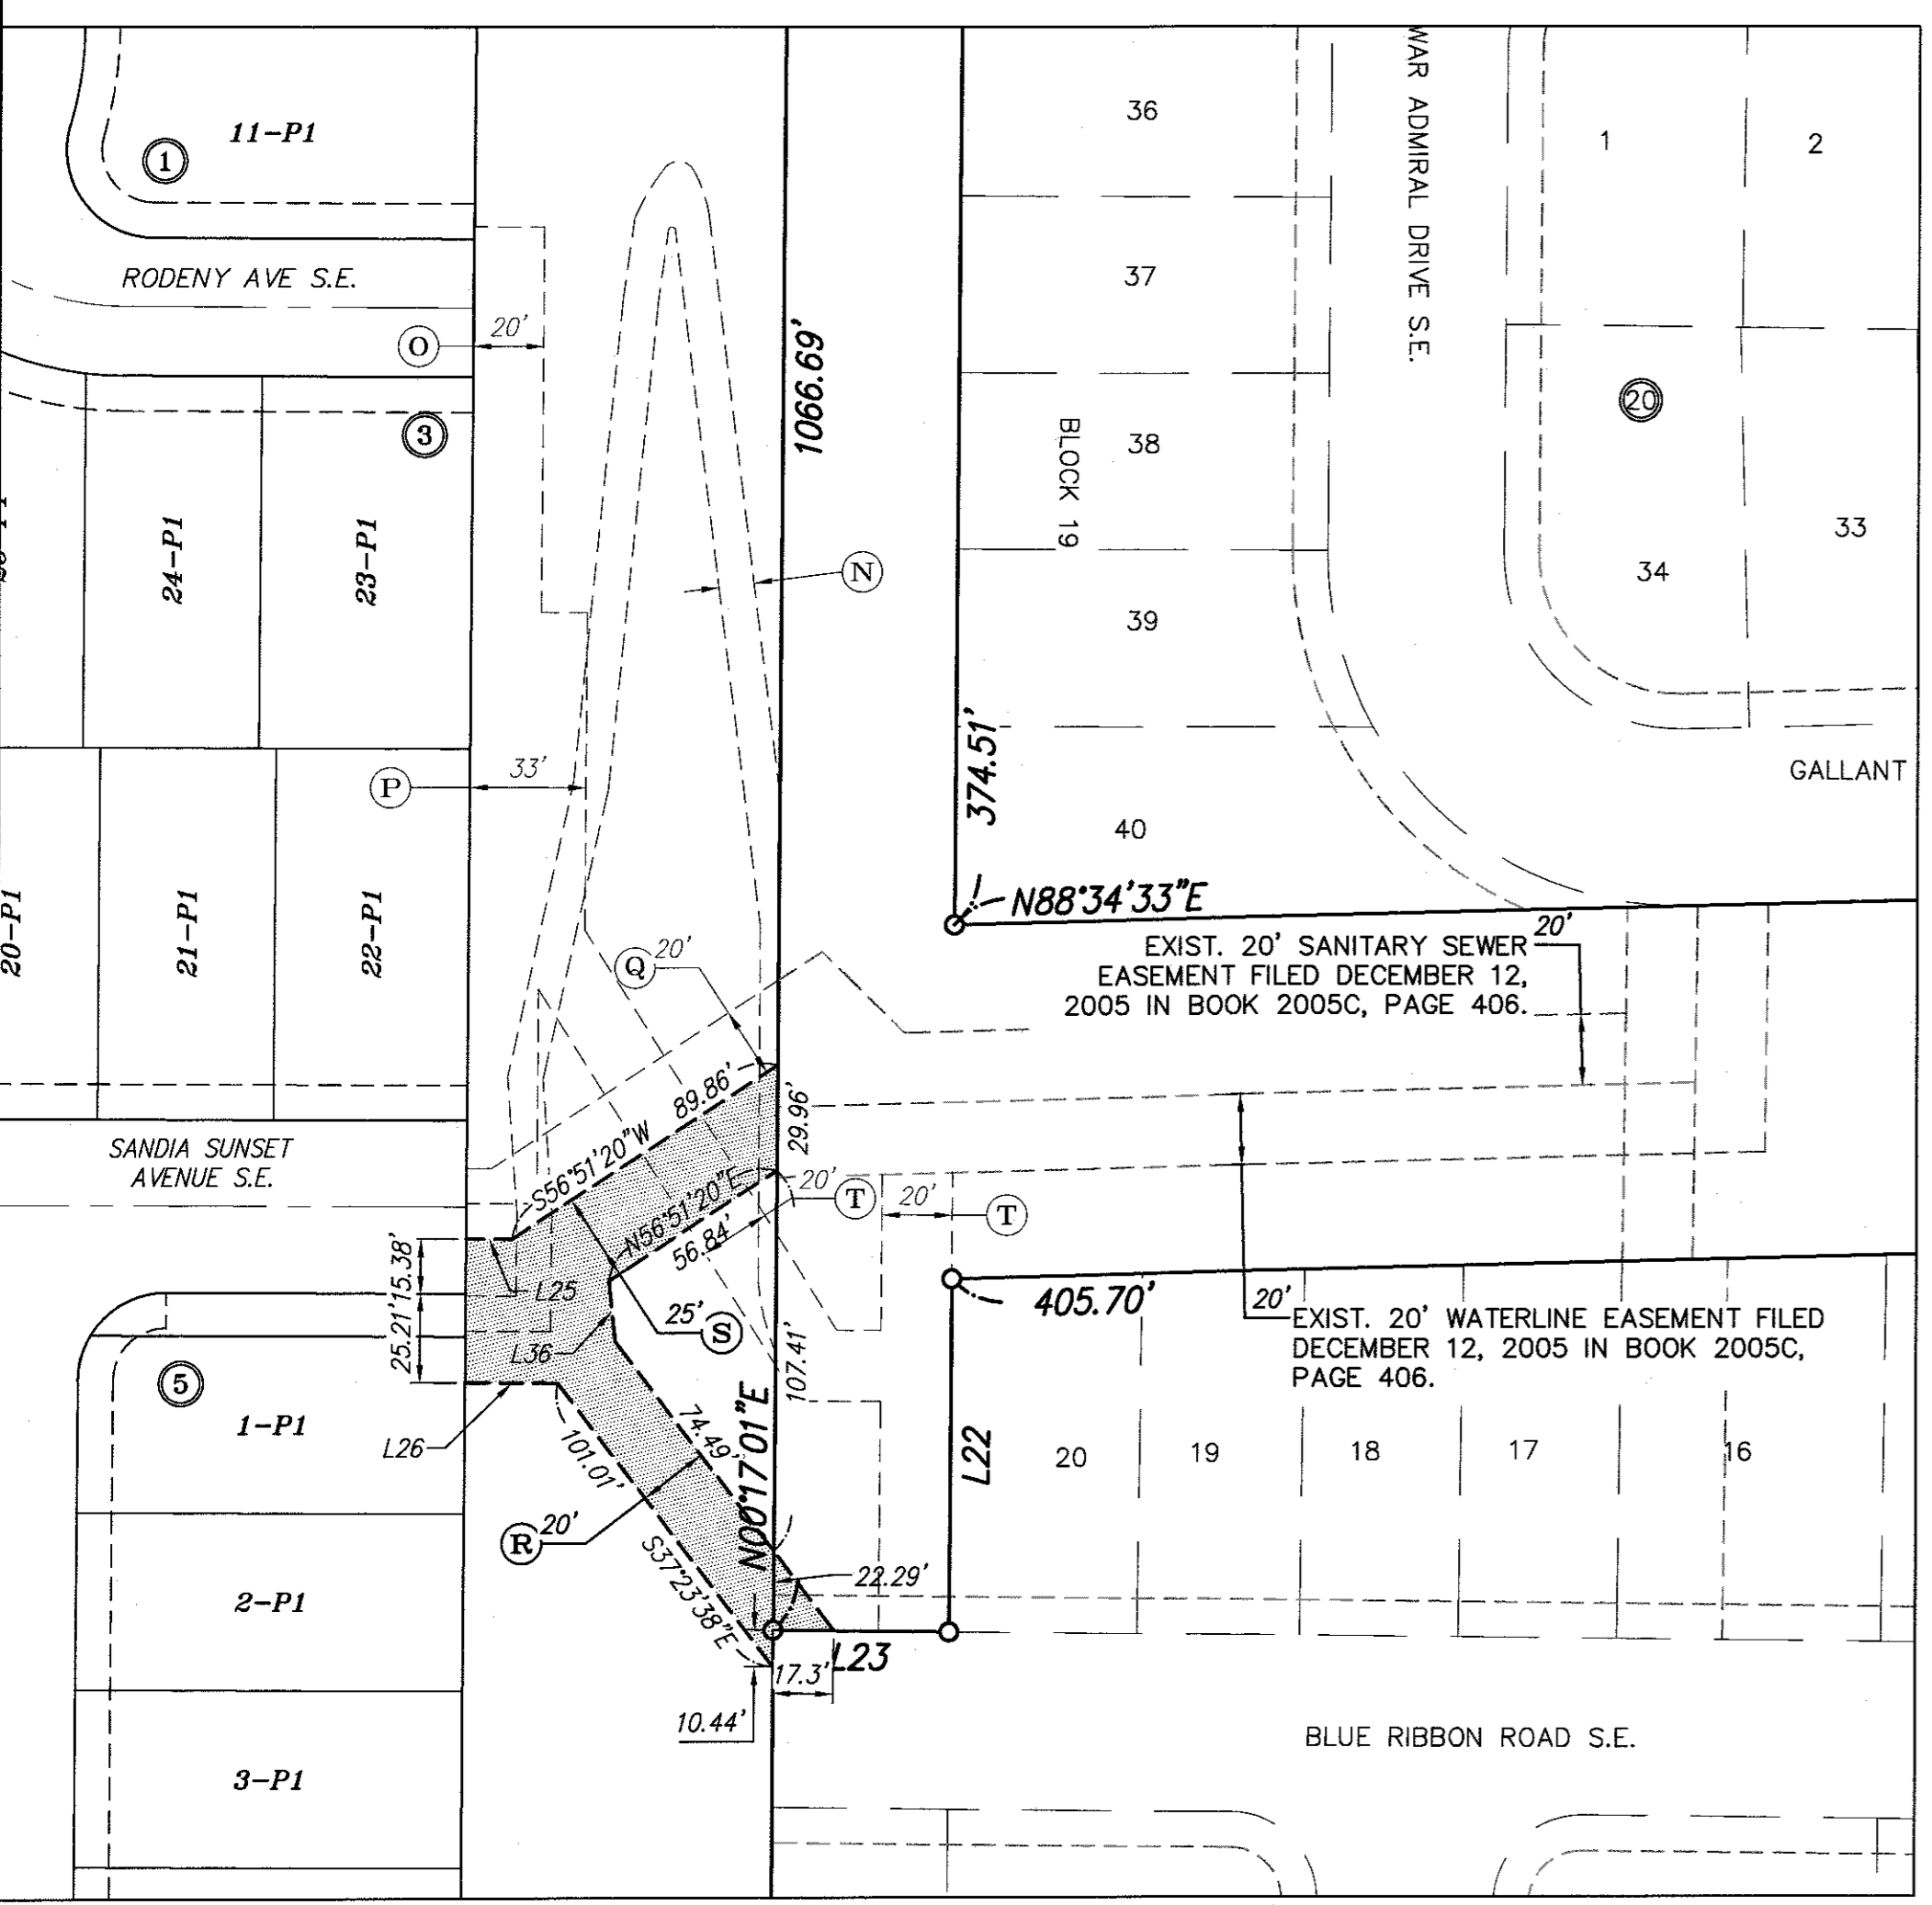 11-P1
1
RODENY AVE S.E.
O
20'
3
24-P1
23-P1
1066.69'
N
36
37
BLOCK 19
38
39
40
WAR ADMIRAL DRIVE S.E.
1
2
20
33
34
GALLANT
374.51'
P
33'
20-P1
21-P1
22-P1
N88°34'33"E
Q
20'
20'
EXIST. 20' SANITARY SEWER
EASEMENT FILED DECEMBER 12,
2005 IN BOOK 2005C, PAGE 406.
SANDIA SUNSET
AVENUE S.E.
89.86'
S56°51'20"W
29.96'
N56°51'20"E
56.84'
20'
T
20'
T
15.38'
25.21'
L25
L36
25'
S
107.41'
405.70'
20'
EXIST. 20' WATERLINE EASEMENT FILED
DECEMBER 12, 2005 IN BOOK 2005C,
PAGE 406.
5
1-P1
L26
101.01'
74.49'
N00°17'01"E
L22
20
19
18
17
16
R
20'
S37°23'38"E
22.29'
2-P1
L23
17.3'
10.44'
3-P1
BLUE RIBBON ROAD S.E.